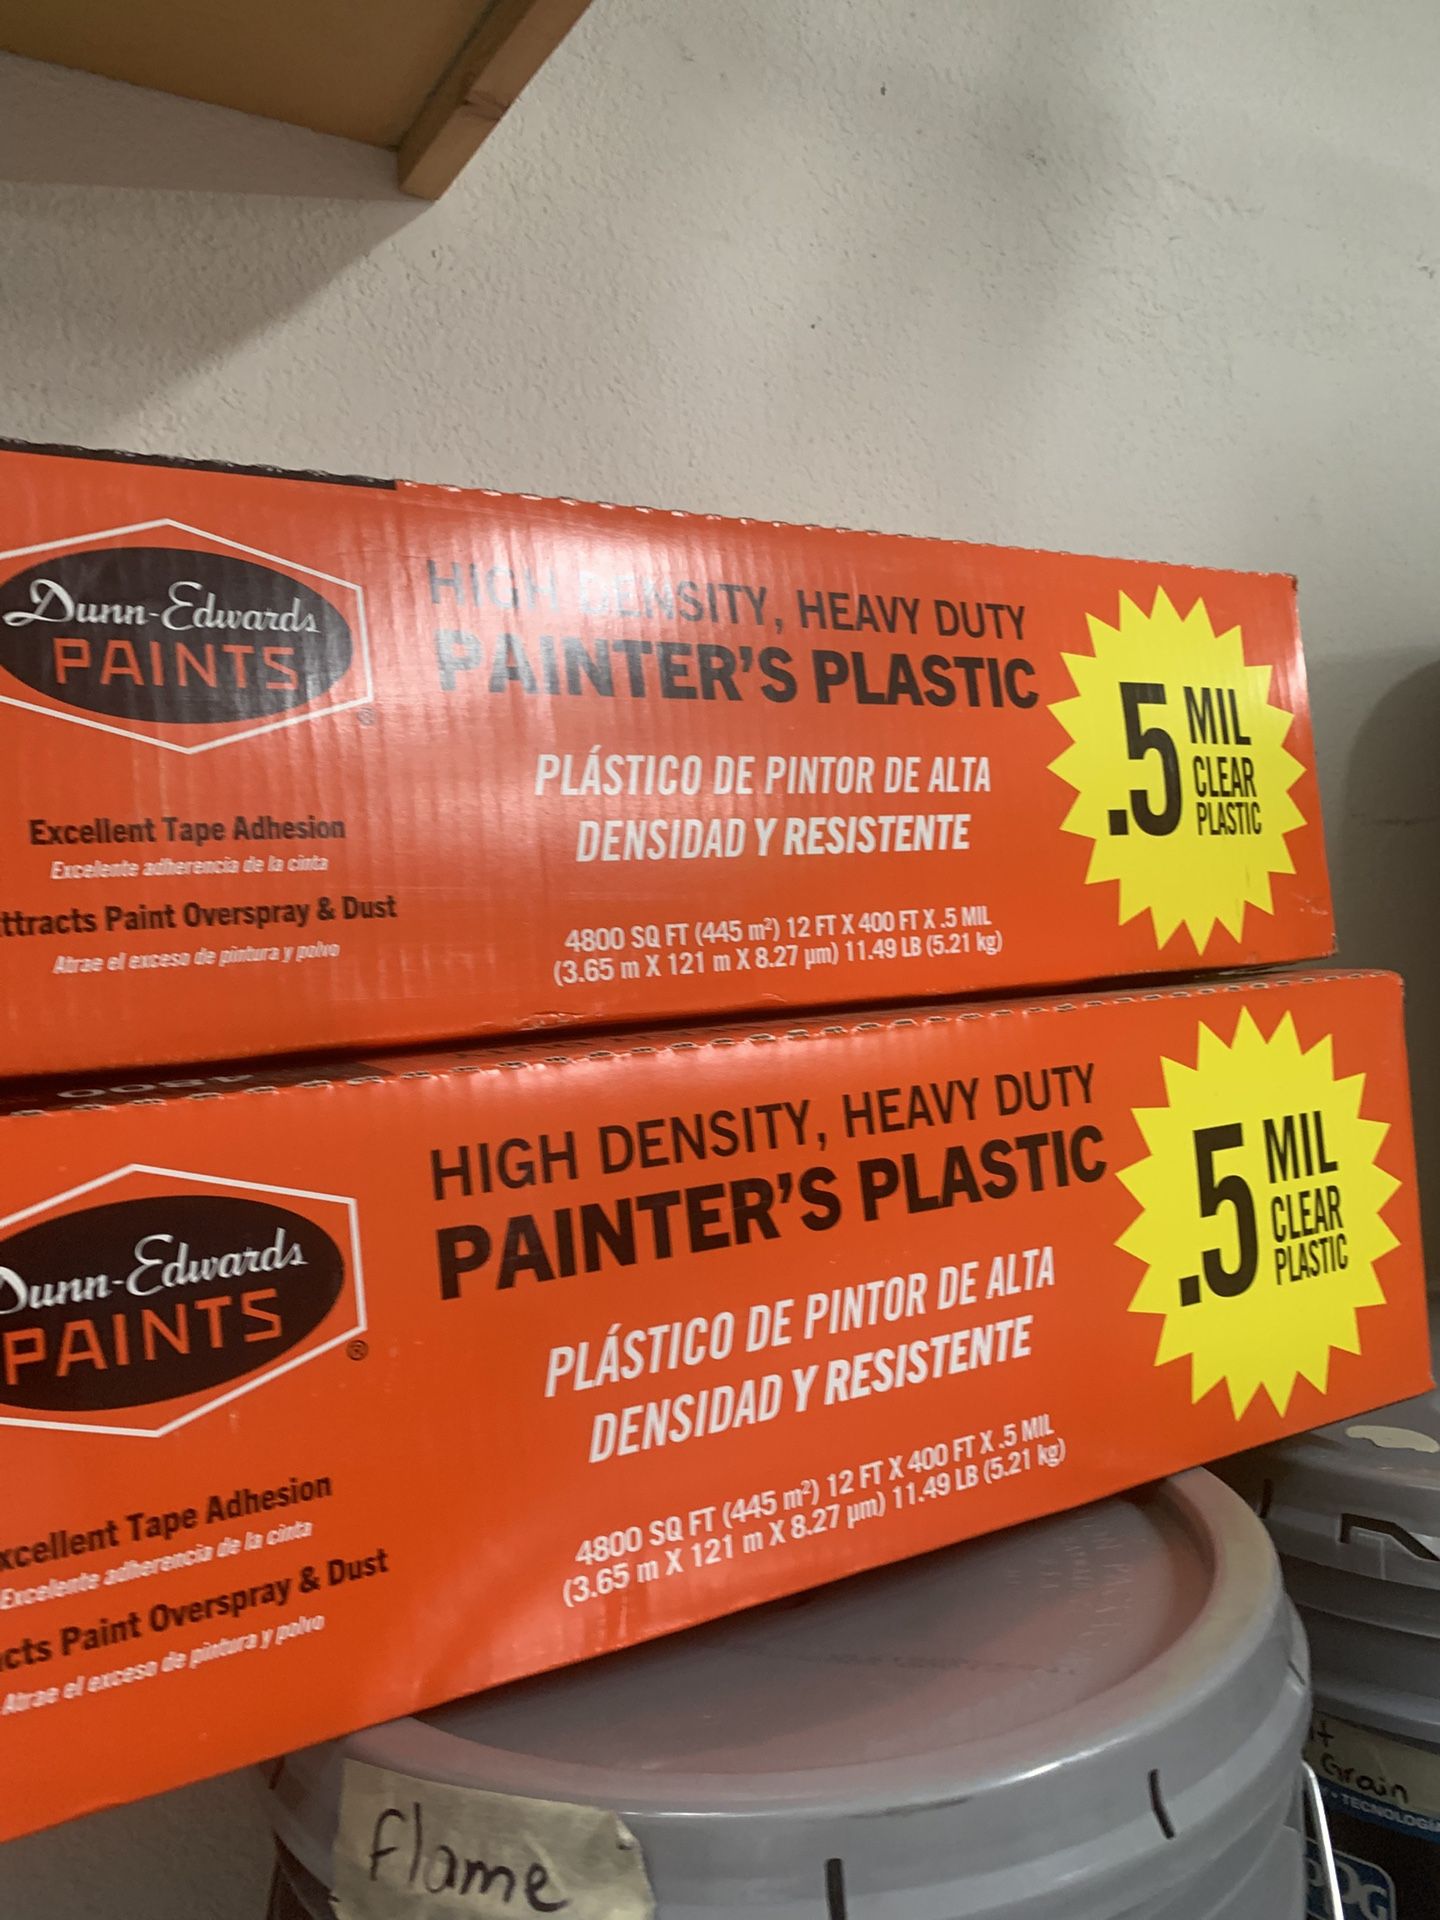 Dunn-Edwards
PAINTS
®
HIGH DENSITY, HEAVY DUTY
PAINTER'S PLASTIC
PLÁSTICO DE PINTOR DE ALTA
DENSIDAD Y RESISTENTE
4800 SQ FT (445 m²) 12 FT X 400 FT X .5 MIL
(3.65 m X 121 m X 8.27 µm) 11.49 LB (5.21 kg)
Excellent Tape Adhesion
Excelente adherencia de la cinta
ttracts Paint Overspray & Dust
Atrae el exceso de pintura y polvo
.5 MIL
CLEAR
PLASTIC
4800
Dunn-Edwards
PAINTS
®
HIGH DENSITY, HEAVY DUTY
PAINTER'S PLASTIC
PLÁSTICO DE PINTOR DE ALTA
DENSIDAD Y RESISTENTE
4800 SQ FT (445 m²) 12 FT X 400 FT X .5 MIL
(3.65 m X 121 m X 8.27 µm) 11.49 LB (5.21 kg)
xcellent Tape Adhesion
Excelente adherencia de la cinta
acts Paint Overspray & Dust
Atrae el exceso de pintura y polvo
.5 MIL
CLEAR
PLASTIC
flame
Grain
PPG